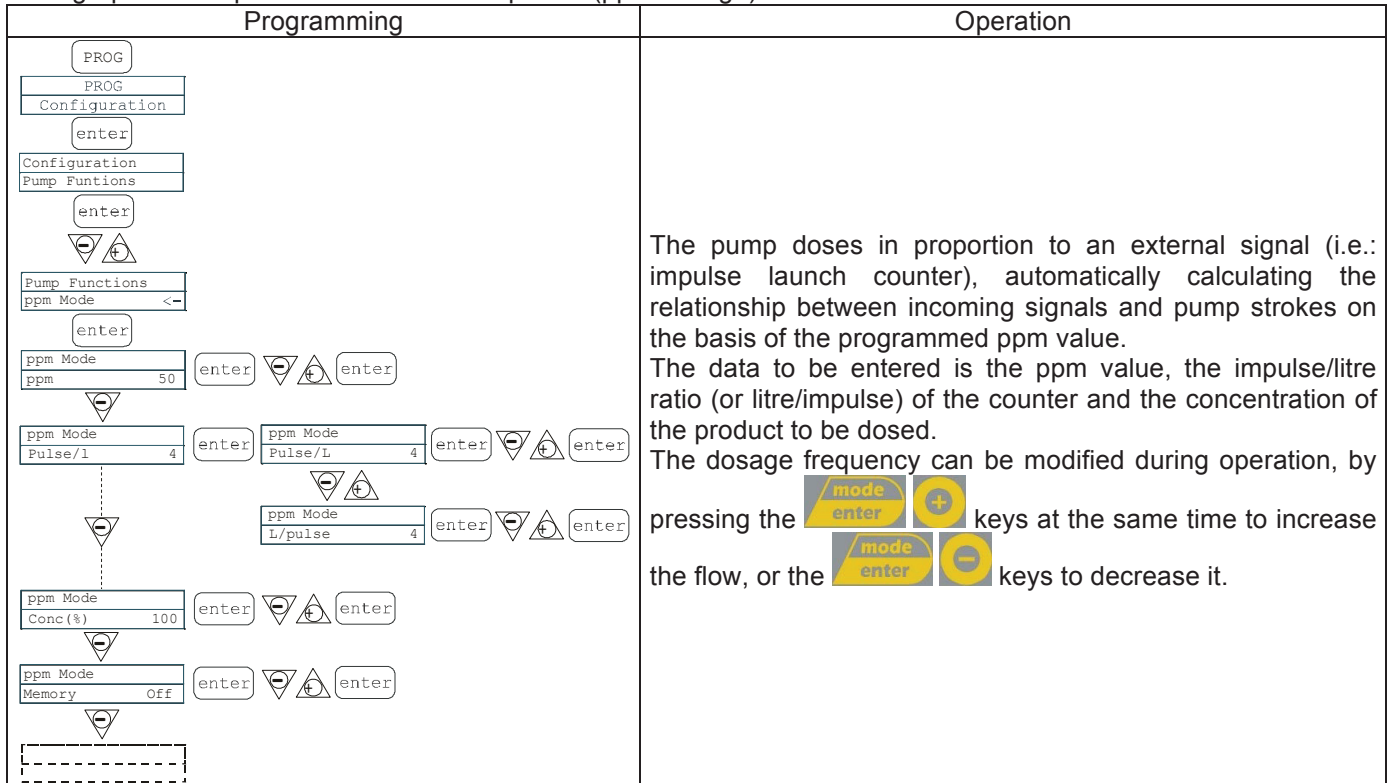 Programming
Operation
PROG
PROG
Configuration
enter
Configuration
Pump Funtions
enter
Pump Functions
ppm Mode <-
enter
ppm Mode
ppm 50
enter
enter
ppm Mode
Pulse/l 4
enter
ppm Mode
Pulse/L 4
enter
enter
ppm Mode
L/pulse 4
enter
enter
ppm Mode
Conc(%) 100
enter
enter
ppm Mode
Memory Off
enter
enter
The pump doses in proportion to an external signal (i.e.:
impulse launch counter), automatically calculating the
relationship between incoming signals and pump strokes on
the basis of the programmed ppm value.
The data to be entered is the ppm value, the impulse/litre
ratio (or litre/impulse) of the counter and the concentration of
the product to be dosed.
The dosage frequency can be modified during operation, by
pressing the mode enter + keys at the same time to increase
the flow, or the mode enter - keys to decrease it.